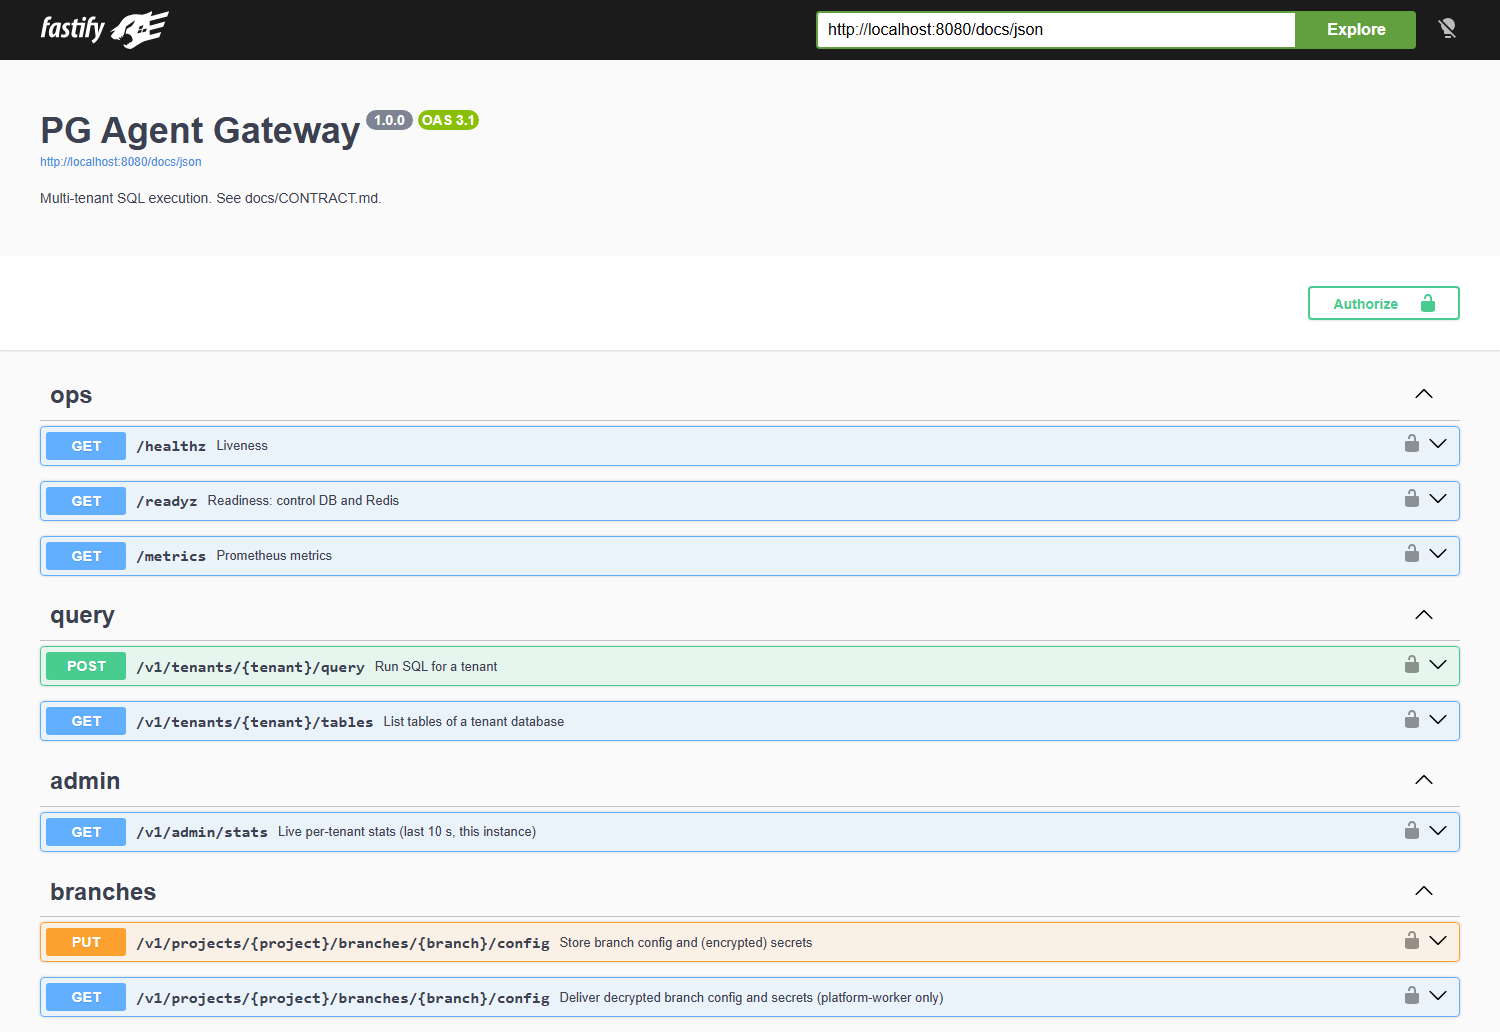 fastify
http://localhost:8080/docs/json
Explore
PG Agent Gateway 1.0.0 OAS 3.1
http://localhost:8080/docs/json
Multi-tenant SQL execution. See docs/CONTRACT.md.
Authorize
ops
GET /healthz Liveness
GET /readyz Readiness: control DB and Redis
GET /metrics Prometheus metrics
query
POST /v1/tenants/{tenant}/query Run SQL for a tenant
GET /v1/tenants/{tenant}/tables List tables of a tenant database
admin
GET /v1/admin/stats Live per-tenant stats (last 10 s, this instance)
branches
PUT /v1/projects/{project}/branches/{branch}/config Store branch config and (encrypted) secrets
GET /v1/projects/{project}/branches/{branch}/config Deliver decrypted branch config and secrets (platform-worker only)